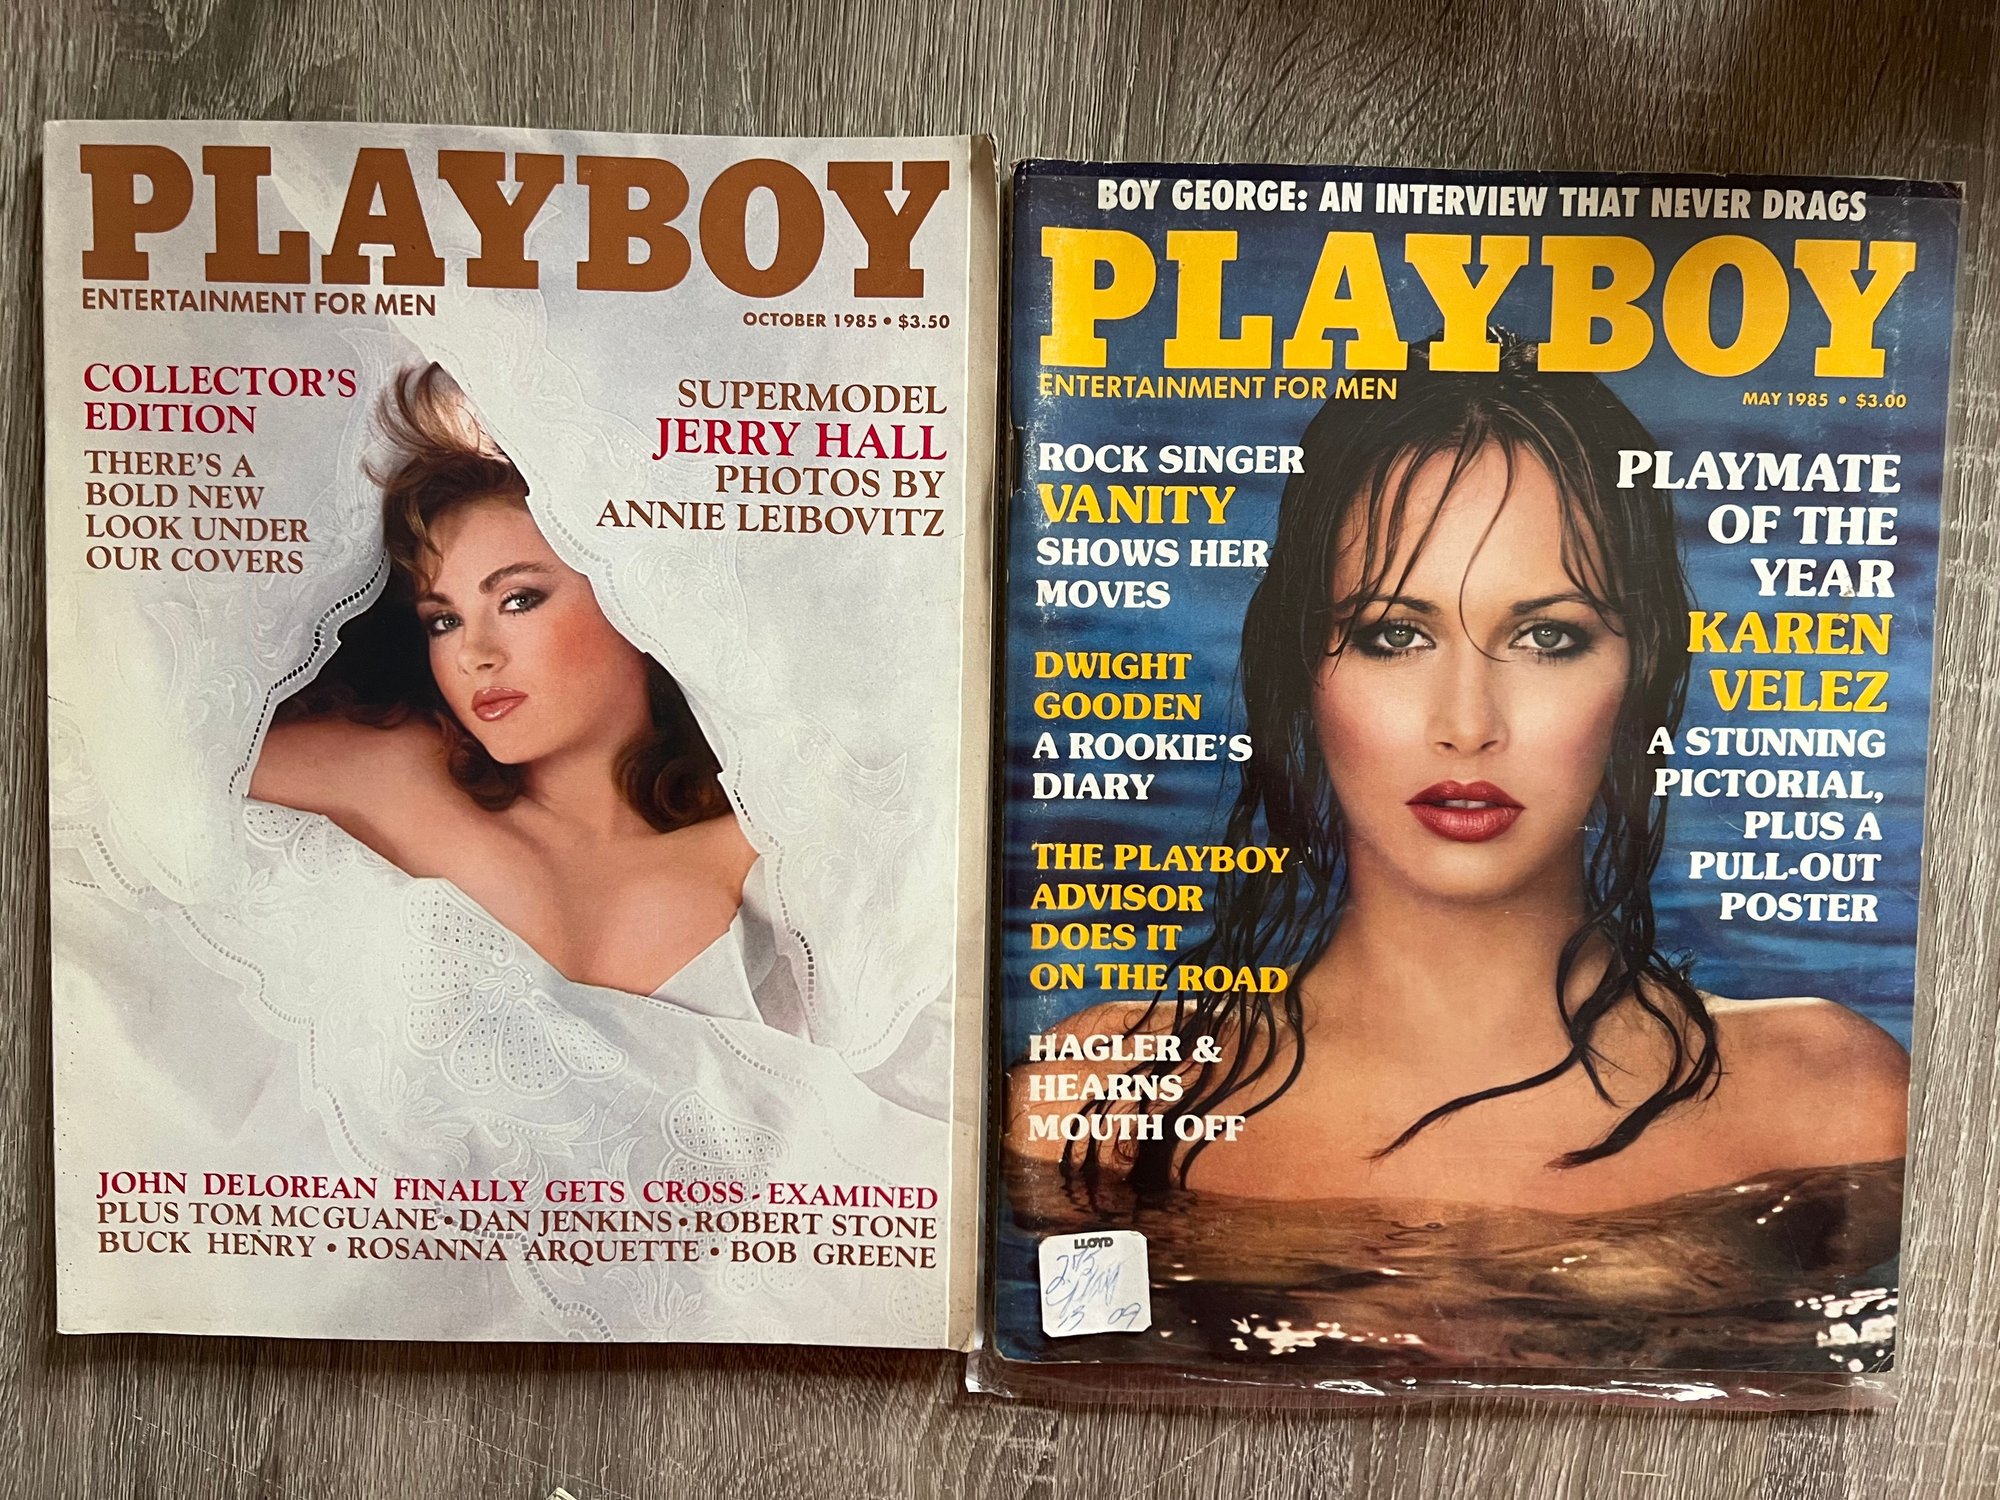 PLAYBOY
ENTERTAINMENT FOR MEN
OCTOBER 1985 • $3.50
COLLECTOR'S
EDITION
THERE'S A
BOLD NEW
LOOK UNDER
OUR COVERS
SUPERMODEL
JERRY HALL
PHOTOS BY
ANNIE LEIBOVITZ
JOHN DELOREAN FINALLY GETS CROSS-EXAMINED
PLUS TOM MCGUANE • DAN JENKINS • ROBERT STONE
BUCK HENRY • ROSANNA ARQUETTE • BOB GREENE
BOY GEORGE: AN INTERVIEW THAT NEVER DRAGS
PLAYBOY
ENTERTAINMENT FOR MEN
MAY 1985 • $3.00
ROCK SINGER
VANITY
SHOWS HER
MOVES
DWIGHT
GOODEN
A ROOKIE'S
DIARY
THE PLAYBOY
ADVISOR
DOES IT
ON THE ROAD
HAGLER &
HEARNS
MOUTH OFF
PLAYMATE
OF THE
YEAR
KAREN
VELEZ
A STUNNING
PICTORIAL,
PLUS A
PULL-OUT
POSTER
LLOYD
09